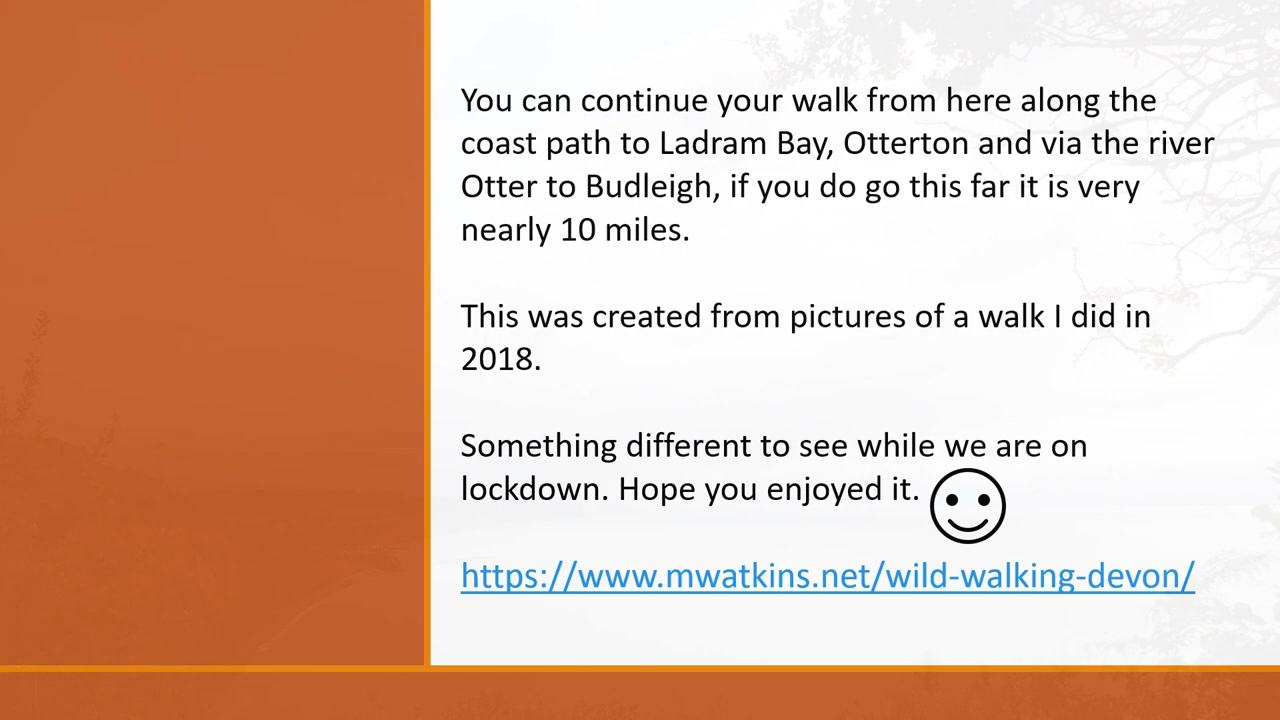 You can continue your walk from here along the
coast path to Ladram Bay, Otterton and via the river
Otter to Budleigh, if you do go this far it is very
nearly 10 miles.
This was created from pictures of a walk I did in
2018.
Something different to see while we are on
lockdown. Hope you enjoyed it.
https://www.mwatkins.net/wild-walking-devon/